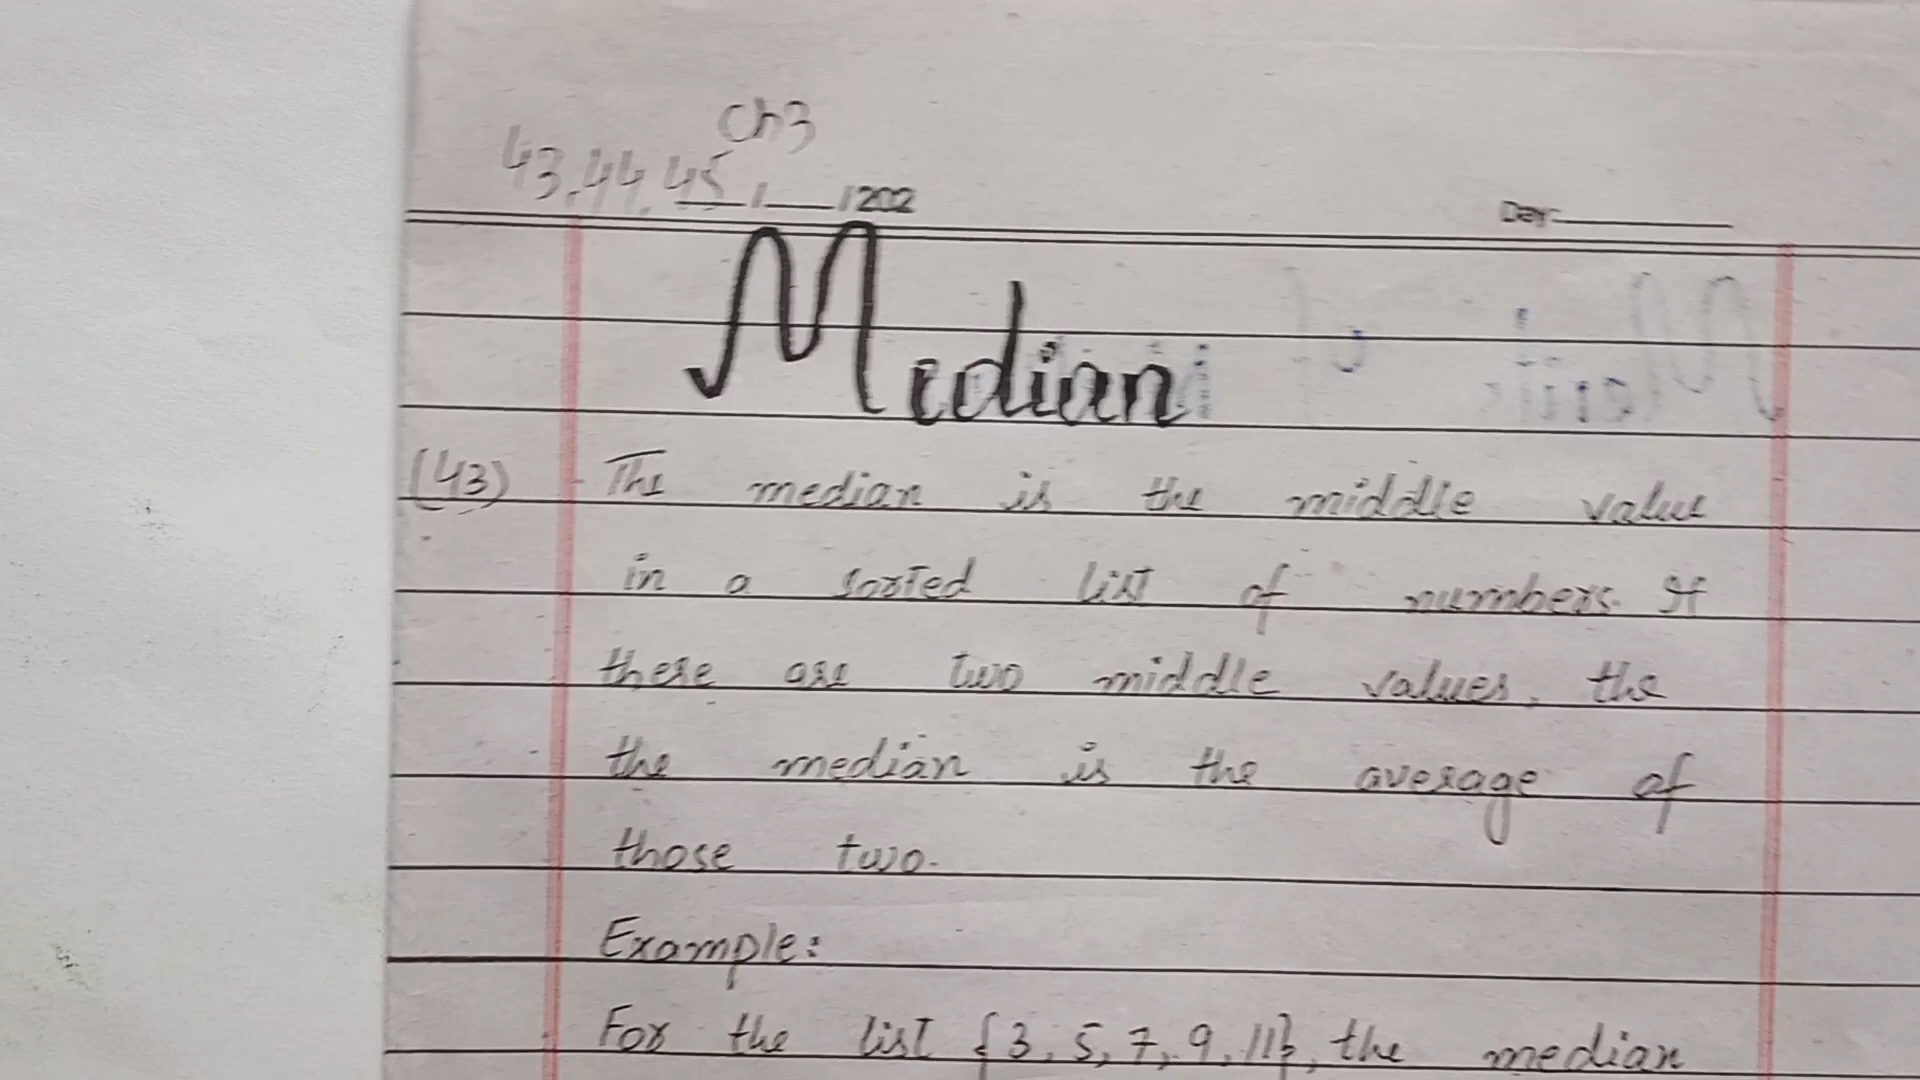 Ch3
43,44,45 / /202
Day:
Median
(43) The median is the middle value
in a sorted list of numbers. If
there are two middle values, the
the median is the average of
those two.
Example:
For the list {3, 5, 7, 9, 11}, the median